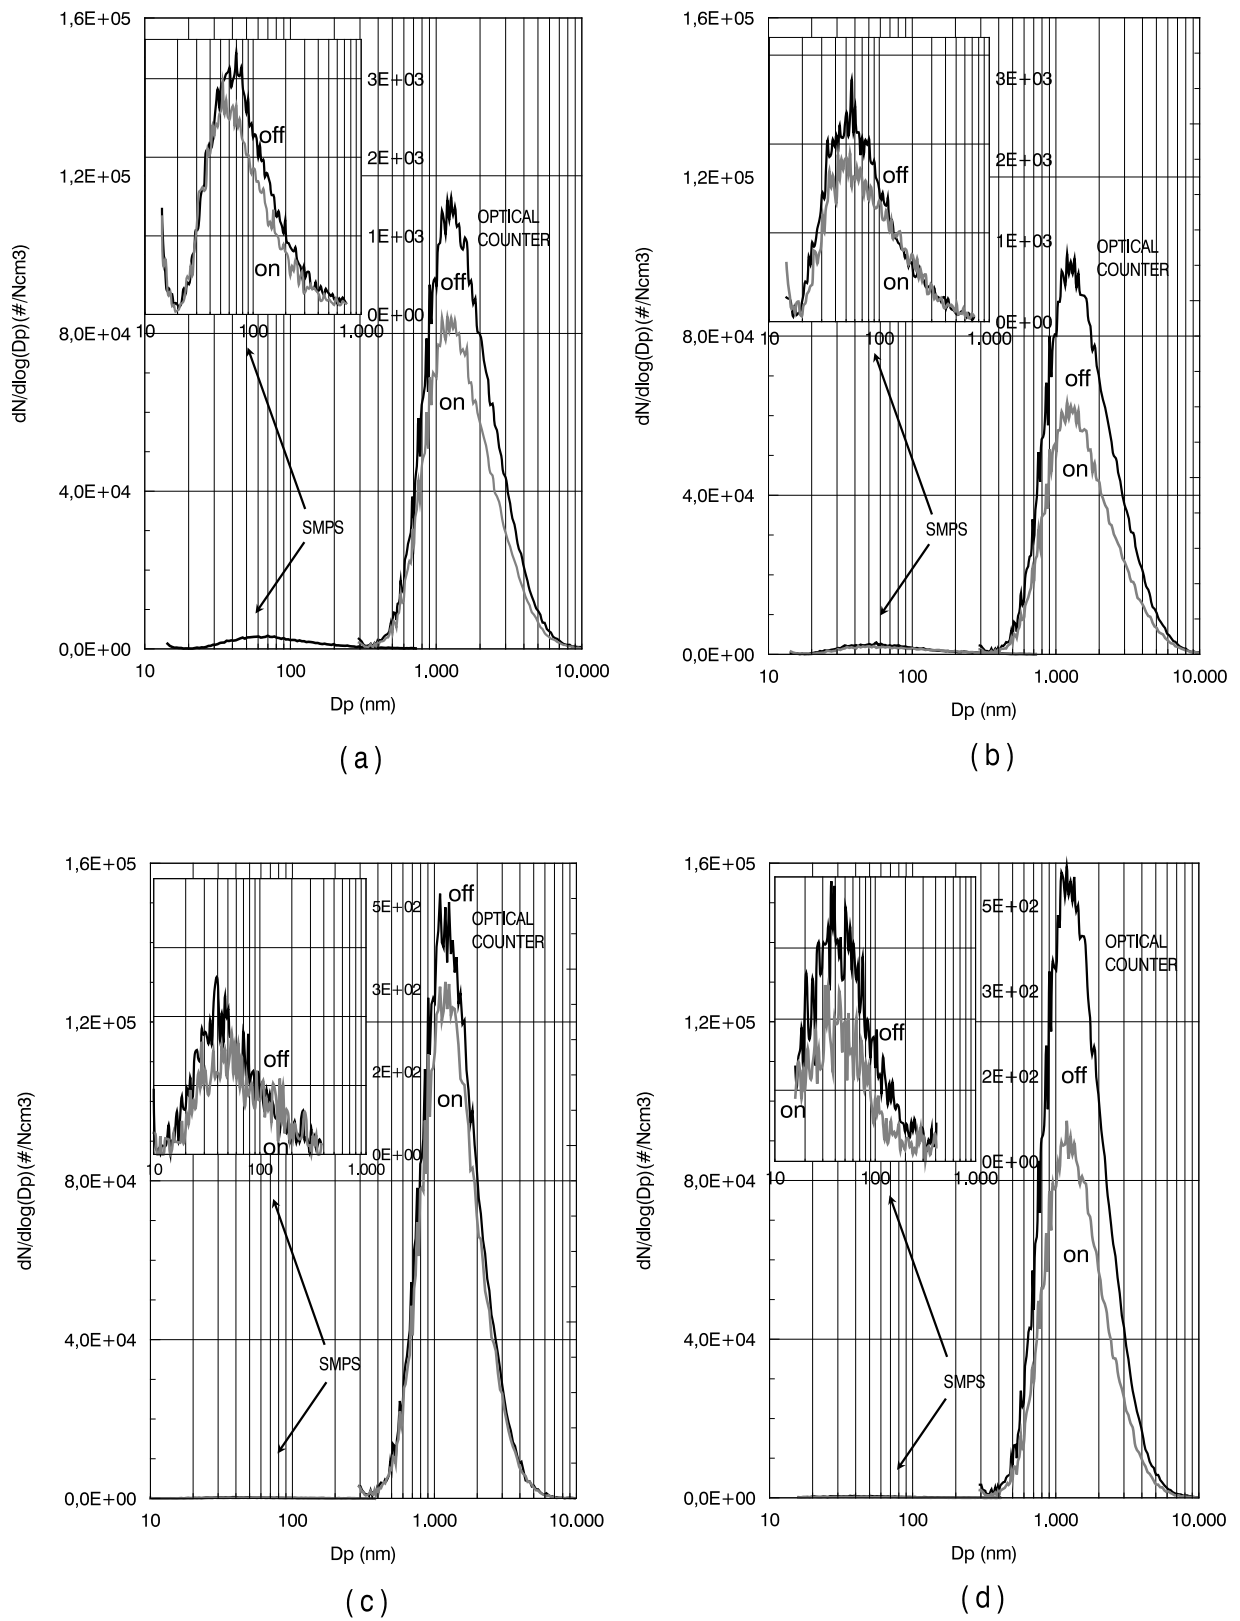 1,6E+05
1,2E+05
8,0E+04
4,0E+04
0,0E+00
dN/dlog(Dp)(#/Ncm3)
3E+03
2E+03
1E+03
0E+00
off
on
10
100
1.000
OPTICAL
COUNTER
off
on
SMPS
10
100
1.000
10.000
Dp (nm)
(a)
1,6E+05
1,2E+05
8,0E+04
4,0E+04
0,0E+00
dN/dlog(Dp)(#/Ncm3)
3E+03
2E+03
1E+03
0E+00
off
on
10
100
1.000
OPTICAL
COUNTER
off
on
SMPS
10
100
1.000
10.000
Dp (nm)
(b)
1,6E+05
1,2E+05
8,0E+04
4,0E+04
0,0E+00
dN/dlog(Dp)(#/Ncm3)
5E+02
3E+02
2E+02
0E+00
off
on
10
100
1.000
off
OPTICAL
COUNTER
on
SMPS
10
100
1.000
10.000
Dp (nm)
(c)
1,6E+05
1,2E+05
8,0E+04
4,0E+04
0,0E+00
dN/dlog(Dp)(#/Ncm3)
5E+02
3E+02
2E+02
0E+00
off
on
10
100
1.000
OPTICAL
COUNTER
off
on
SMPS
10
100
1.000
10.000
Dp (nm)
(d)